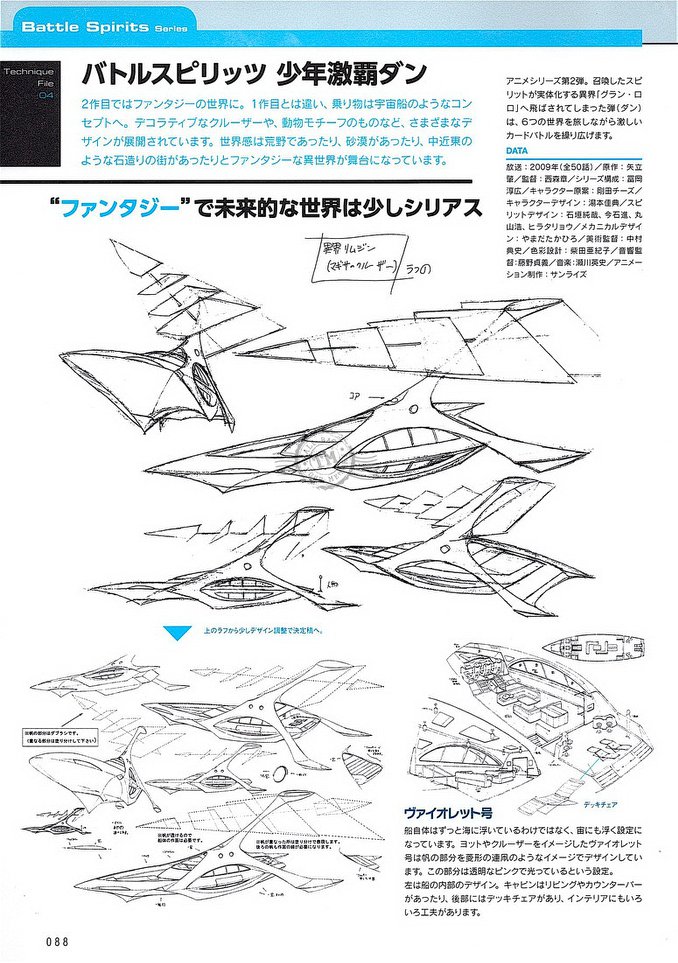 Battle Spirits Series
Technique
File
04
バトルスピリッツ 少年激覇ダン
2作目ではファンタジーの世界に。1作目とは違い、乗り物は宇宙船のようなコン
セプトへ。デコラティブなクルーザーや、動物モチーフのものなど、さまざまなデ
ザインが展開されています。世界感は荒野であったり、砂漠があったり、中近東の
ような石造りの街があったりとファンタジーな異世界が舞台になっています。
アニメシリーズ第2弾。召喚したスピ
リットが実体化する異界「グラン・ロ
ロ」へ飛ばされてしまった弾（ダン）
は、6つの世界を旅しながら激しい
カードバトルを繰り広げます。
DATA
放送：2009年（全50話）／原作：矢立
肇／監督：西森章／シリーズ構成：冨岡
淳広／キャラクター原案：剛田チーズ／
キャラクターデザイン：湯本佳典／スピ
リットデザイン：石垣純哉、今石進、丸
山浩、ヒラタリョウ／メカニカルデザイ
ン：やまだたかひろ／美術監督：中村
典史／色彩設計：柴田亜紀子／音響監
督：藤野貞義／音楽：瀬川英史／アニメー
ション制作：サンライズ
“ファンタジー”で未来的な世界は少しシリアス
異界リムジン
(マギサのクルーザー)
ラフの
コア
人物
上のラフから少しデザイン調整で決定稿へ。
※帆の部分はダブラシです。
（重なる部分は塗り分けして下さい）
デッキチェア
ヴァイオレット号
船自体はずっと海に浮いているわけではなく、宙にも浮く設定に
なっています。ヨットやクルーザーをイメージしたヴァイオレット
号は帆の部分を菱形の連凧のようなイメージでデザインしてい
ます。この部分は透明なピンクで光っているという設定。
左は船の内部のデザイン。キャビンはリビングやカウンターバー
があったり、後部にはデッキチェアがあり、インテリアにもいろ
いろ工夫があります。
088